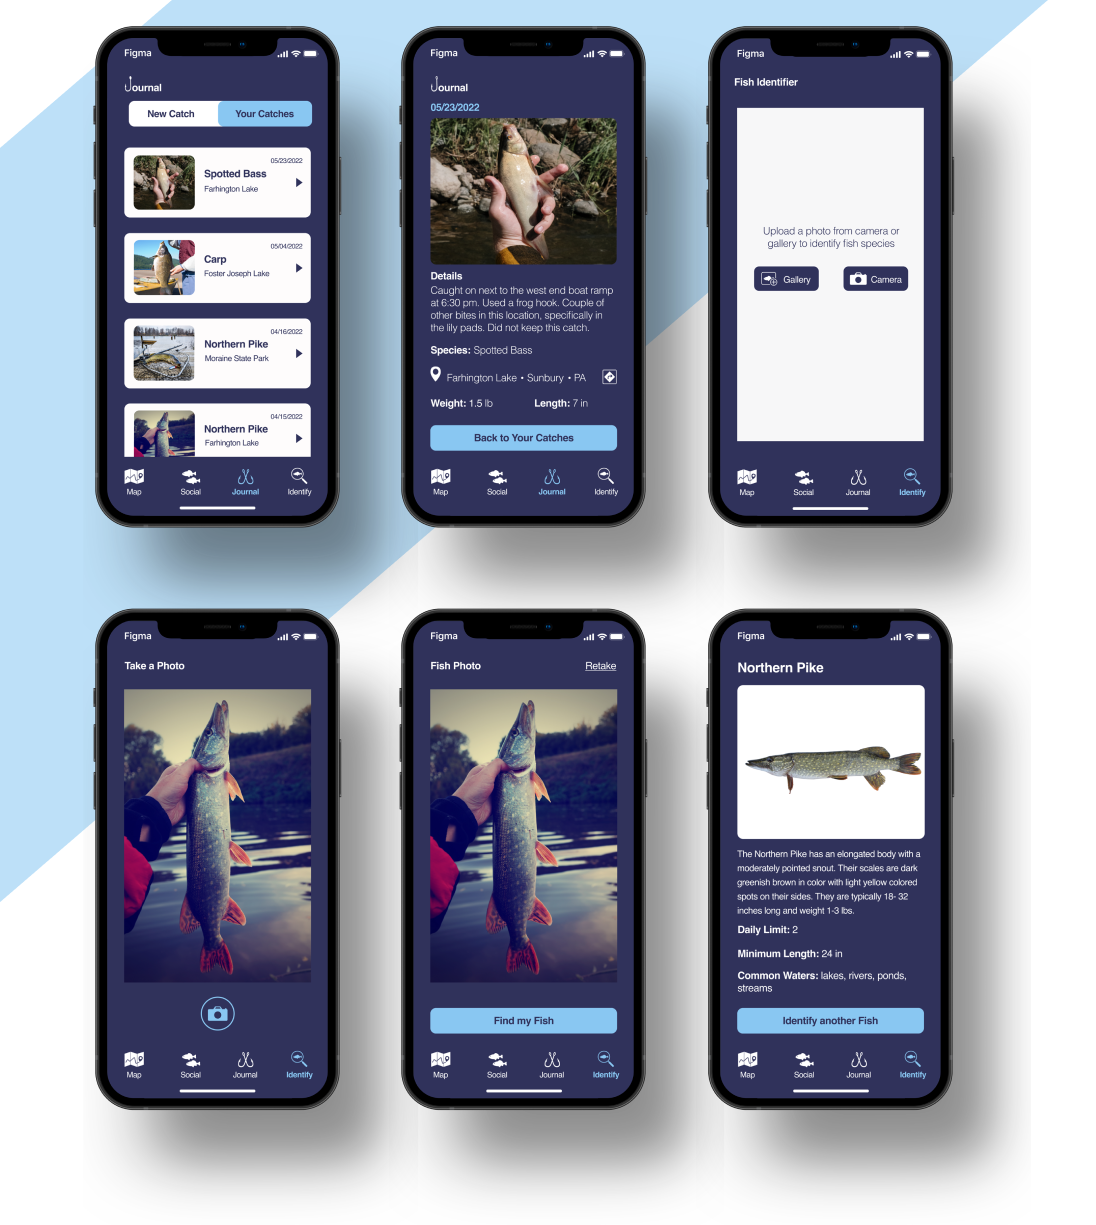 Figma
Journal
New Catch
Your Catches
05/23/2022
Spotted Bass
Farhington Lake
05/04/2022
Carp
Foster Joseph Lake
04/16/2022
Northern Pike
Moraine State Park
04/15/2022
Northern Pike
Farhington Lake
Map
Social
Journal
Identify
Figma
Journal
05/23/2022
Details
Caught on next to the west end boat ramp
at 6:30 pm. Used a frog hook. Couple of
other bites in this location, specifically in
the lily pads. Did not keep this catch.
Species: Spotted Bass
Farhington Lake • Sunbury • PA
Weight: 1.5 lb
Length: 7 in
Back to Your Catches
Map
Social
Journal
Identify
Figma
Fish Identifier
Upload a photo from camera or
gallery to identify fish species
Gallery
Camera
Map
Social
Journal
Identify
Figma
Take a Photo
Map
Social
Journal
Identify
Figma
Fish Photo
Retake
Find my Fish
Map
Social
Journal
Identify
Figma
Northern Pike
The Northern Pike has an elongated body with a
moderately pointed snout. Their scales are dark
greenish brown in color with light yellow colored
spots on their sides. They are typically 18- 32
inches long and weight 1-3 lbs.
Daily Limit: 2
Minimum Length: 24 in
Common Waters: lakes, rivers, ponds,
streams
Identify another Fish
Map
Social
Journal
Identify